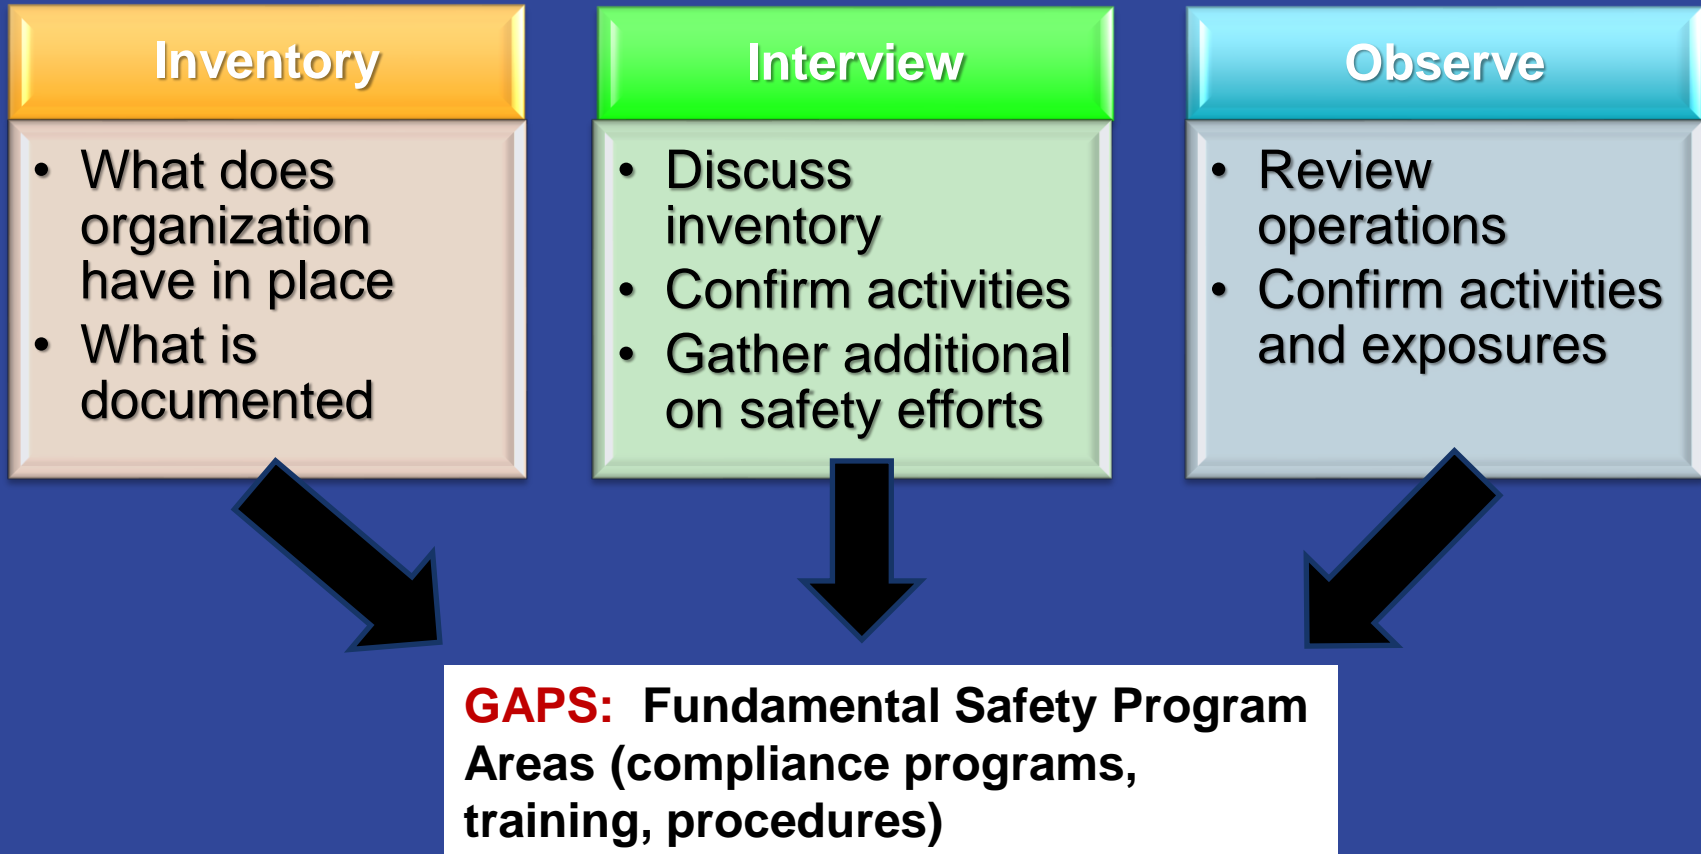 Inventory
• What does
organization
have in place
• What is
documented
Interview
• Discuss
inventory
• Confirm activities
• Gather additional
on safety efforts
Observe
• Review
operations
• Confirm activities
and exposures
GAPS: Fundamental Safety Program
Areas (compliance programs,
training, procedures)